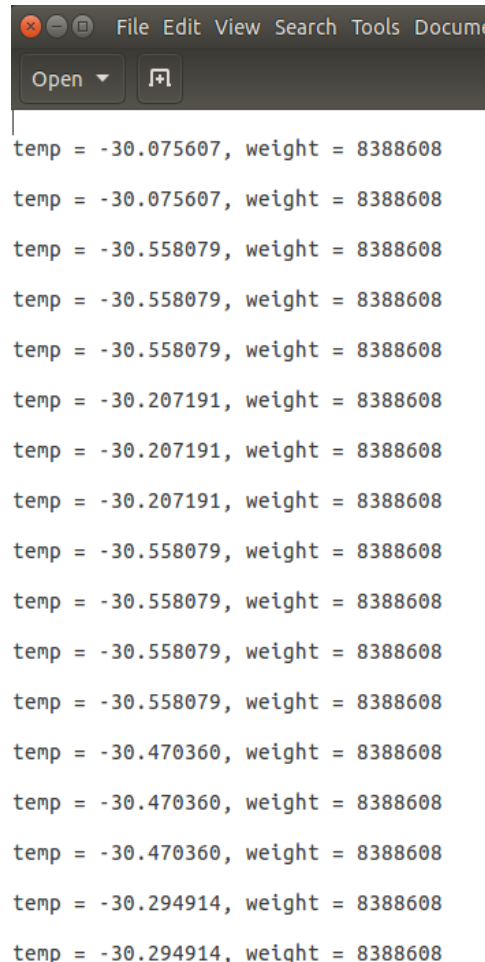 File Edit View Search Tools Docume
Open
temp = -30.075607, weight = 8388608
temp = -30.075607, weight = 8388608
temp = -30.558079, weight = 8388608
temp = -30.558079, weight = 8388608
temp = -30.558079, weight = 8388608
temp = -30.207191, weight = 8388608
temp = -30.207191, weight = 8388608
temp = -30.207191, weight = 8388608
temp = -30.558079, weight = 8388608
temp = -30.558079, weight = 8388608
temp = -30.558079, weight = 8388608
temp = -30.558079, weight = 8388608
temp = -30.470360, weight = 8388608
temp = -30.470360, weight = 8388608
temp = -30.470360, weight = 8388608
temp = -30.294914, weight = 8388608
temp = -30.294914, weight = 8388608